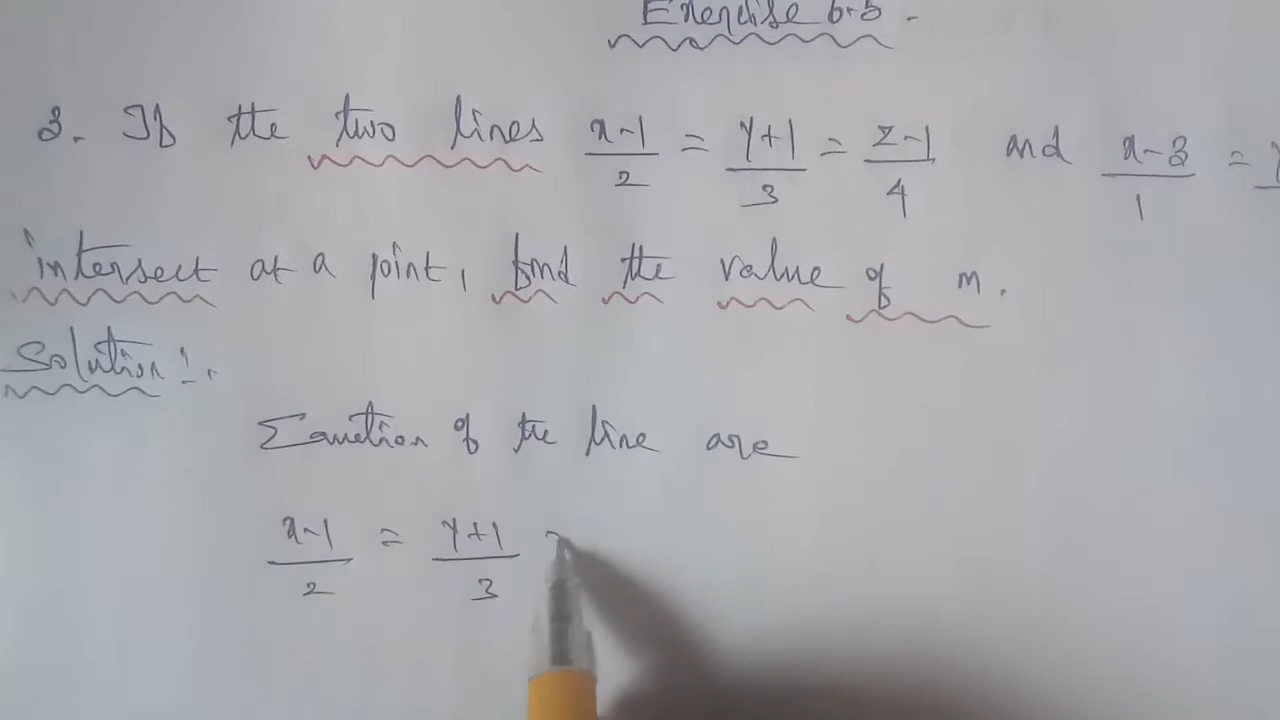 Exercise 6.5.
3. If the two lines x-1/2 = y+1/3 = z-1/4 and x-3/1 =
intersect at a point, find the value of m.
Solution:.
Equation of the line are
x-1/2 = y+1/3 =